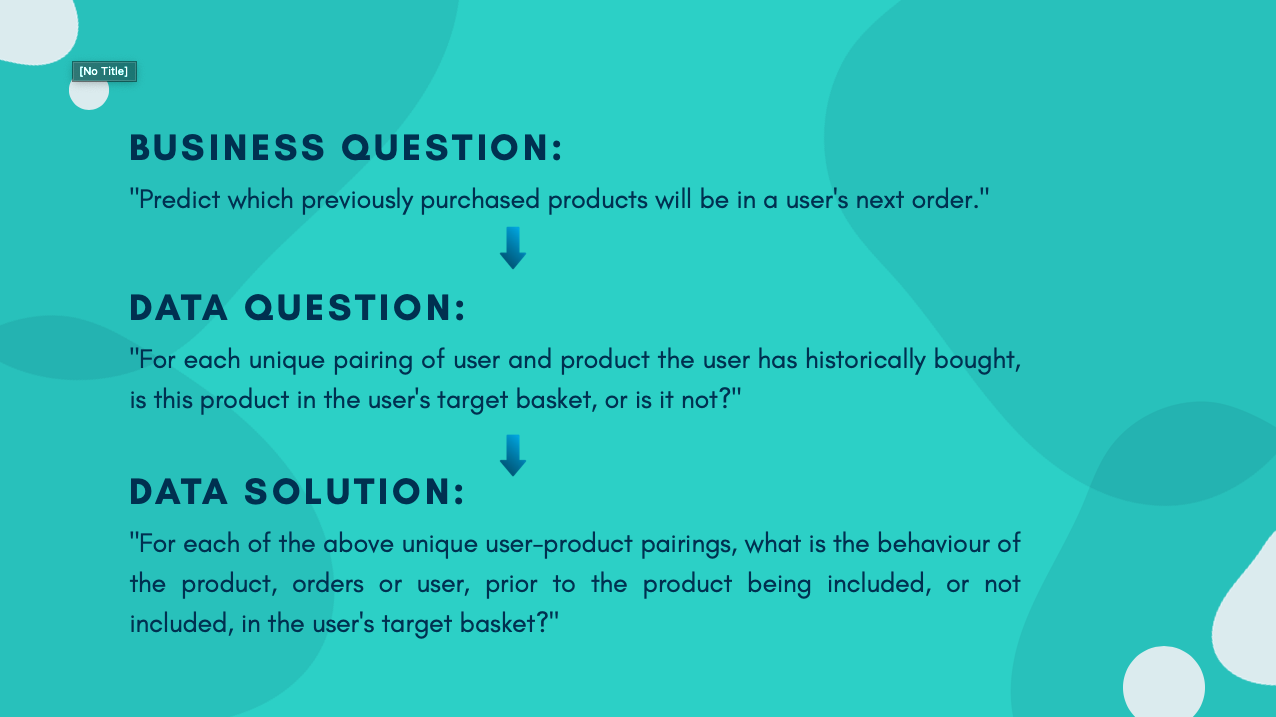 [No Title]
BUSINESS QUESTION:
"Predict which previously purchased products will be in a user's next order."
DATA QUESTION:
"For each unique pairing of user and product the user has historically bought,
is this product in the user's target basket, or is it not?"
DATA SOLUTION:
"For each of the above unique user-product pairings, what is the behaviour of
the product, orders or user, prior to the product being included, or not
included, in the user's target basket?"